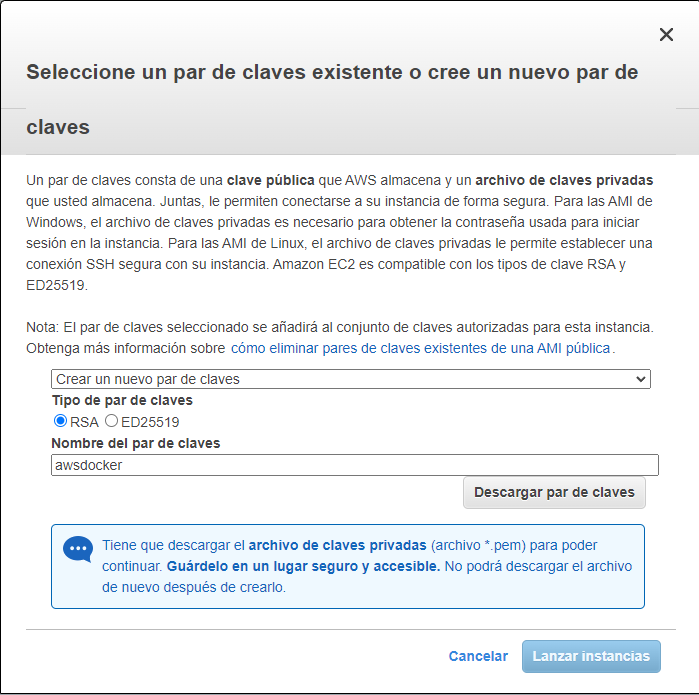 Seleccione un par de claves existente o cree un nuevo par de
claves
Un par de claves consta de una clave pública que AWS almacena y un archivo de claves privadas
que usted almacena. Juntas, le permiten conectarse a su instancia de forma segura. Para las AMI de
Windows, el archivo de claves privadas es necesario para obtener la contraseña usada para iniciar
sesión en la instancia. Para las AMI de Linux, el archivo de claves privadas le permite establecer una
conexión SSH segura con su instancia. Amazon EC2 es compatible con los tipos de clave RSA y
ED25519.
Nota: El par de claves seleccionado se añadirá al conjunto de claves autorizadas para esta instancia.
Obtenga más información sobre cómo eliminar pares de claves existentes de una AMI pública.
Crear un nuevo par de claves
Tipo de par de claves
RSA ED25519
Nombre del par de claves
awsdocker
Descargar par de claves
Tiene que descargar el archivo de claves privadas (archivo *.pem) para poder
continuar. Guárdelo en un lugar seguro y accesible. No podrá descargar el archivo
de nuevo después de crearlo.
Cancelar Lanzar instancias